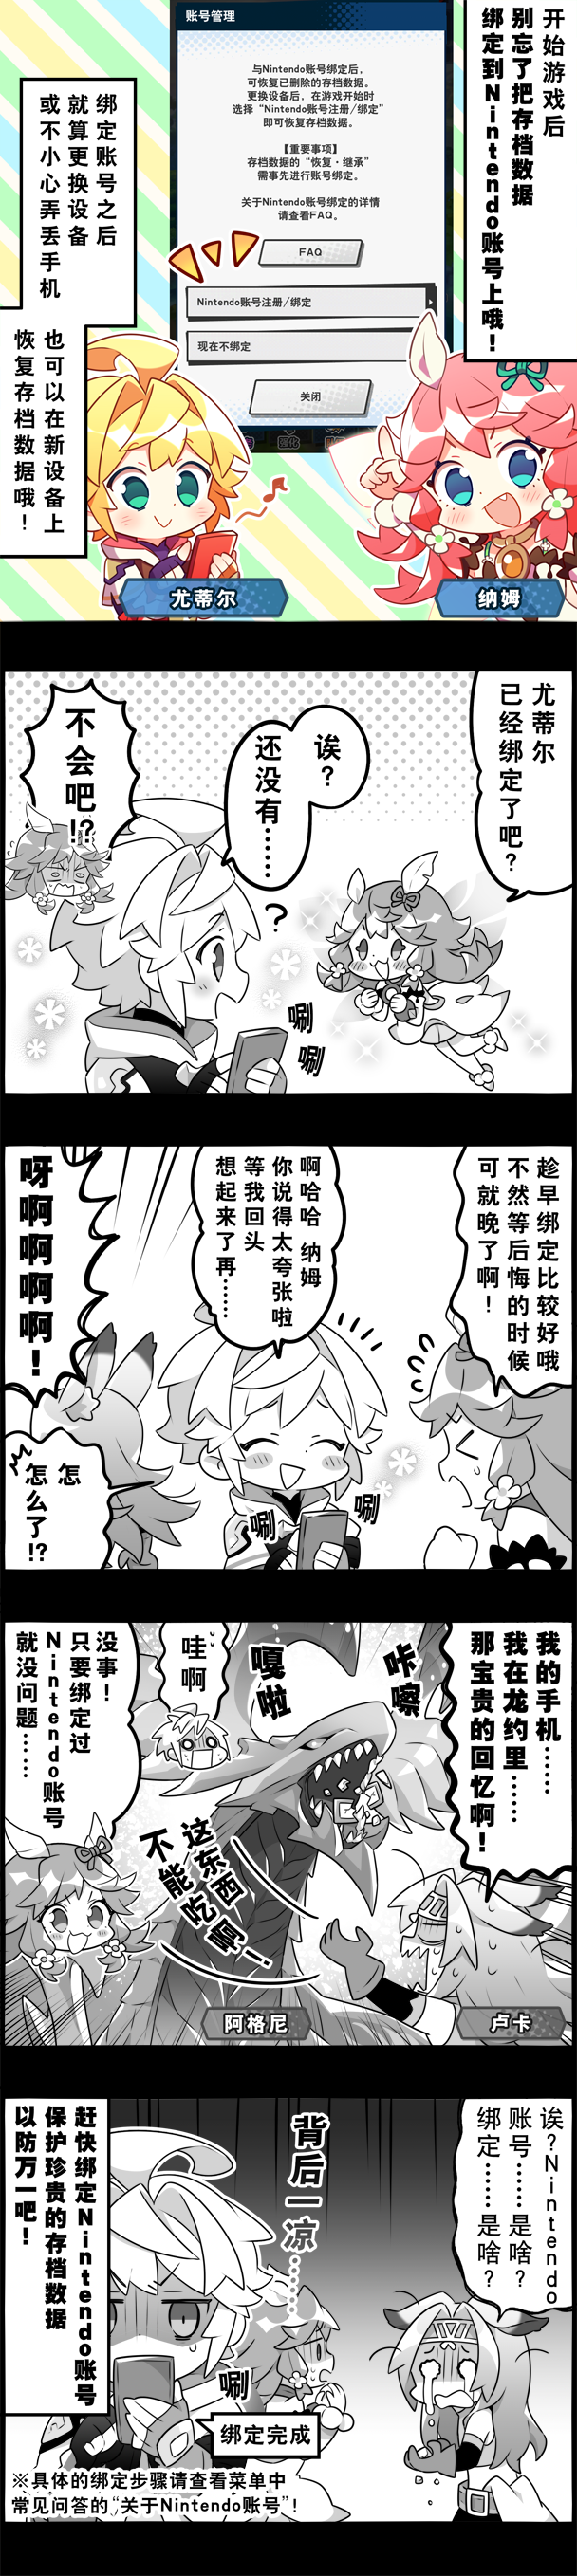 开始游戏后
别忘了把存档数据
绑定到Nintendo账号上哦！
账号管理
与Nintendo账号绑定后，
可恢复已删除的存档数据。
更换设备后，在游戏开始时
选择“Nintendo账号注册/绑定”
即可恢复存档数据。
【重要事项】
存档数据的“恢复·继承”
需事先进行账号绑定。
关于Nintendo账号绑定的详情
请查看FAQ。
FAQ
Nintendo账号注册/绑定
现在不绑定
关闭
强化
绑定账号之后
就算更换设备
或不小心弄丢手机
也可以在新设备上
恢复存档数据哦！
尤蒂尔
纳姆
尤蒂尔
已经绑定了吧？
诶？
还没有……
不会吧!?
？
唰
唰
趁早绑定比较好哦
不然等后悔的时候
可就晚了啊！
啊哈哈 纳姆
你说得太夸张啦
等我回头
想起来了再……
呀啊啊啊啊！
怎
怎么了!?
唰
唰
我的手机……
我在龙约里……
那宝贵的回忆啊！
咔嚓
嘎啦
哇啊
没事！
只要绑定过
Nintendo账号
就没问题……
这东西
不能吃啊！
阿格尼
卢卡
诶？Nintendo
账号……是啥？
绑定……是啥？
背后一凉……
赶快绑定Nintendo账号
保护珍贵的存档数据
以防万一吧！
唰
绑定完成
※具体的绑定步骤请查看菜单中
常见问答的“关于Nintendo账号”！